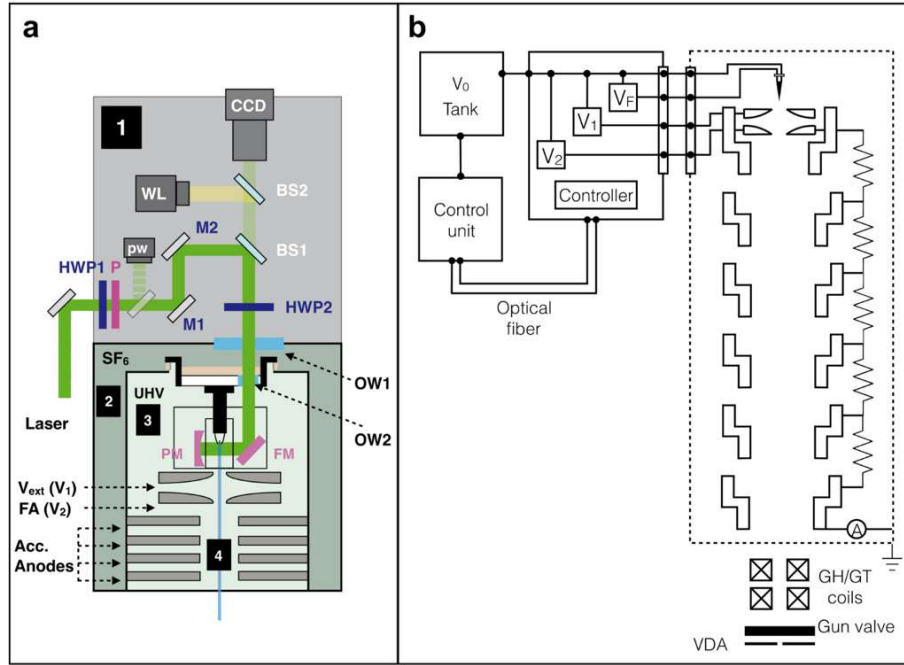 a
1
CCD
WL
BS2
M2
pw
BS1
HWP1 P
HWP2
M1
SF6
OW1
2
UHV
3
Laser
OW2
PM
FM
Vext (V1)
FA (V2)
4
Acc.
Anodes
b
V0
Tank
VF
V1
V2
Controller
Control
unit
Optical
fiber
A
GH/GT
coils
Gun valve
VDA